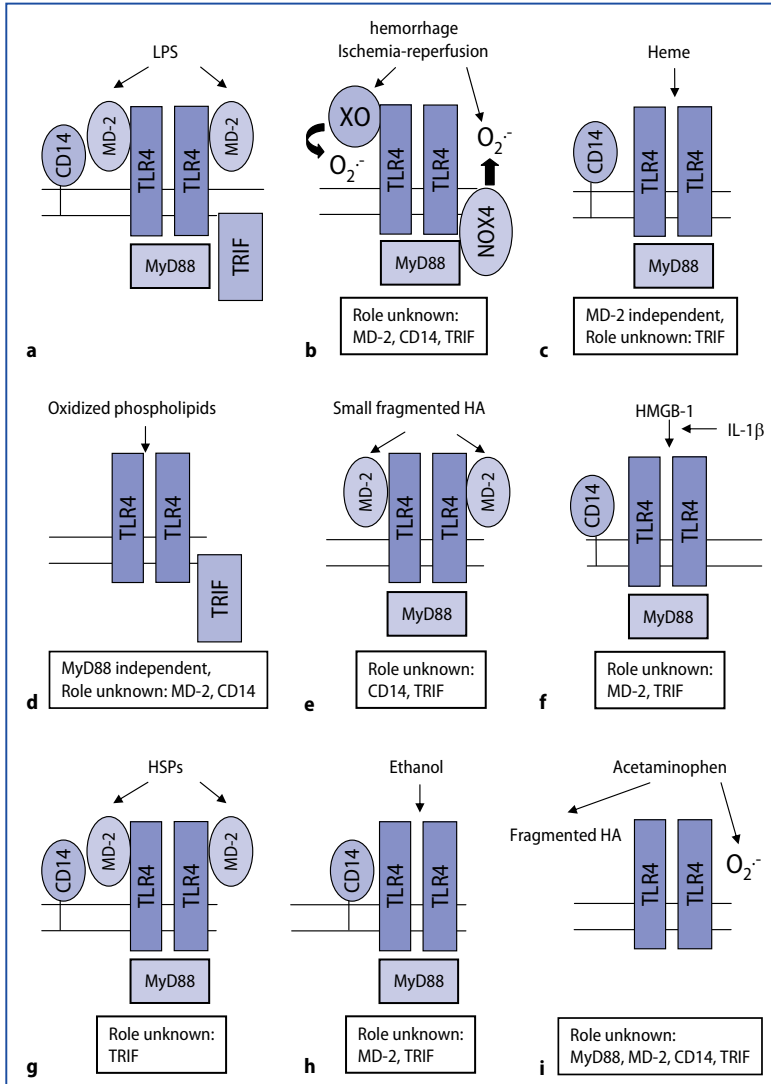 LPS
CD14
MD-2
TLR4
TLR4
MD-2
MyD88
TRIF
a
hemorrhage
Ischemia-reperfusion
XO
O2·-
TLR4
TLR4
O2·-
NOX4
MyD88
Role unknown:
MD-2, CD14, TRIF
b
Heme
CD14
TLR4
TLR4
MyD88
MD-2 independent,
Role unknown: TRIF
c
Oxidized phospholipids
TLR4
TLR4
TRIF
MyD88 independent,
Role unknown: MD-2, CD14
d
Small fragmented HA
MD-2
TLR4
TLR4
MD-2
MyD88
Role unknown:
CD14, TRIF
e
HMGB-1
IL-1β
CD14
TLR4
TLR4
MyD88
Role unknown:
MD-2, TRIF
f
HSPs
CD14
MD-2
TLR4
TLR4
MD-2
MyD88
Role unknown:
TRIF
g
Ethanol
CD14
TLR4
TLR4
MyD88
Role unknown:
MD-2, TRIF
h
Acetaminophen
Fragmented HA
TLR4
TLR4
O2·-
Role unknown:
MyD88, MD-2, CD14, TRIF
i